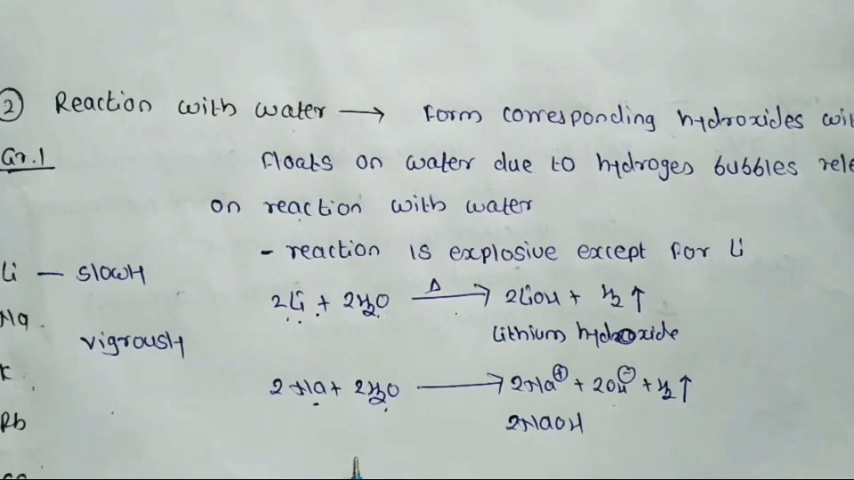 ② Reaction with water → Form corresponding hydroxides wit
Gr.1 Floats on water due to hydroges bubbles rele
on reaction with water
- reaction is explosive except for Li
Li — slowly
2Li + 2H₂O —Δ→ 2LiOH + H₂↑
Na
Lithium hydroxide
vigrously
K
2Na + 2H₂O → 2Na⊕ + 2OH⊖ + H₂↑
Rb
2NaOH